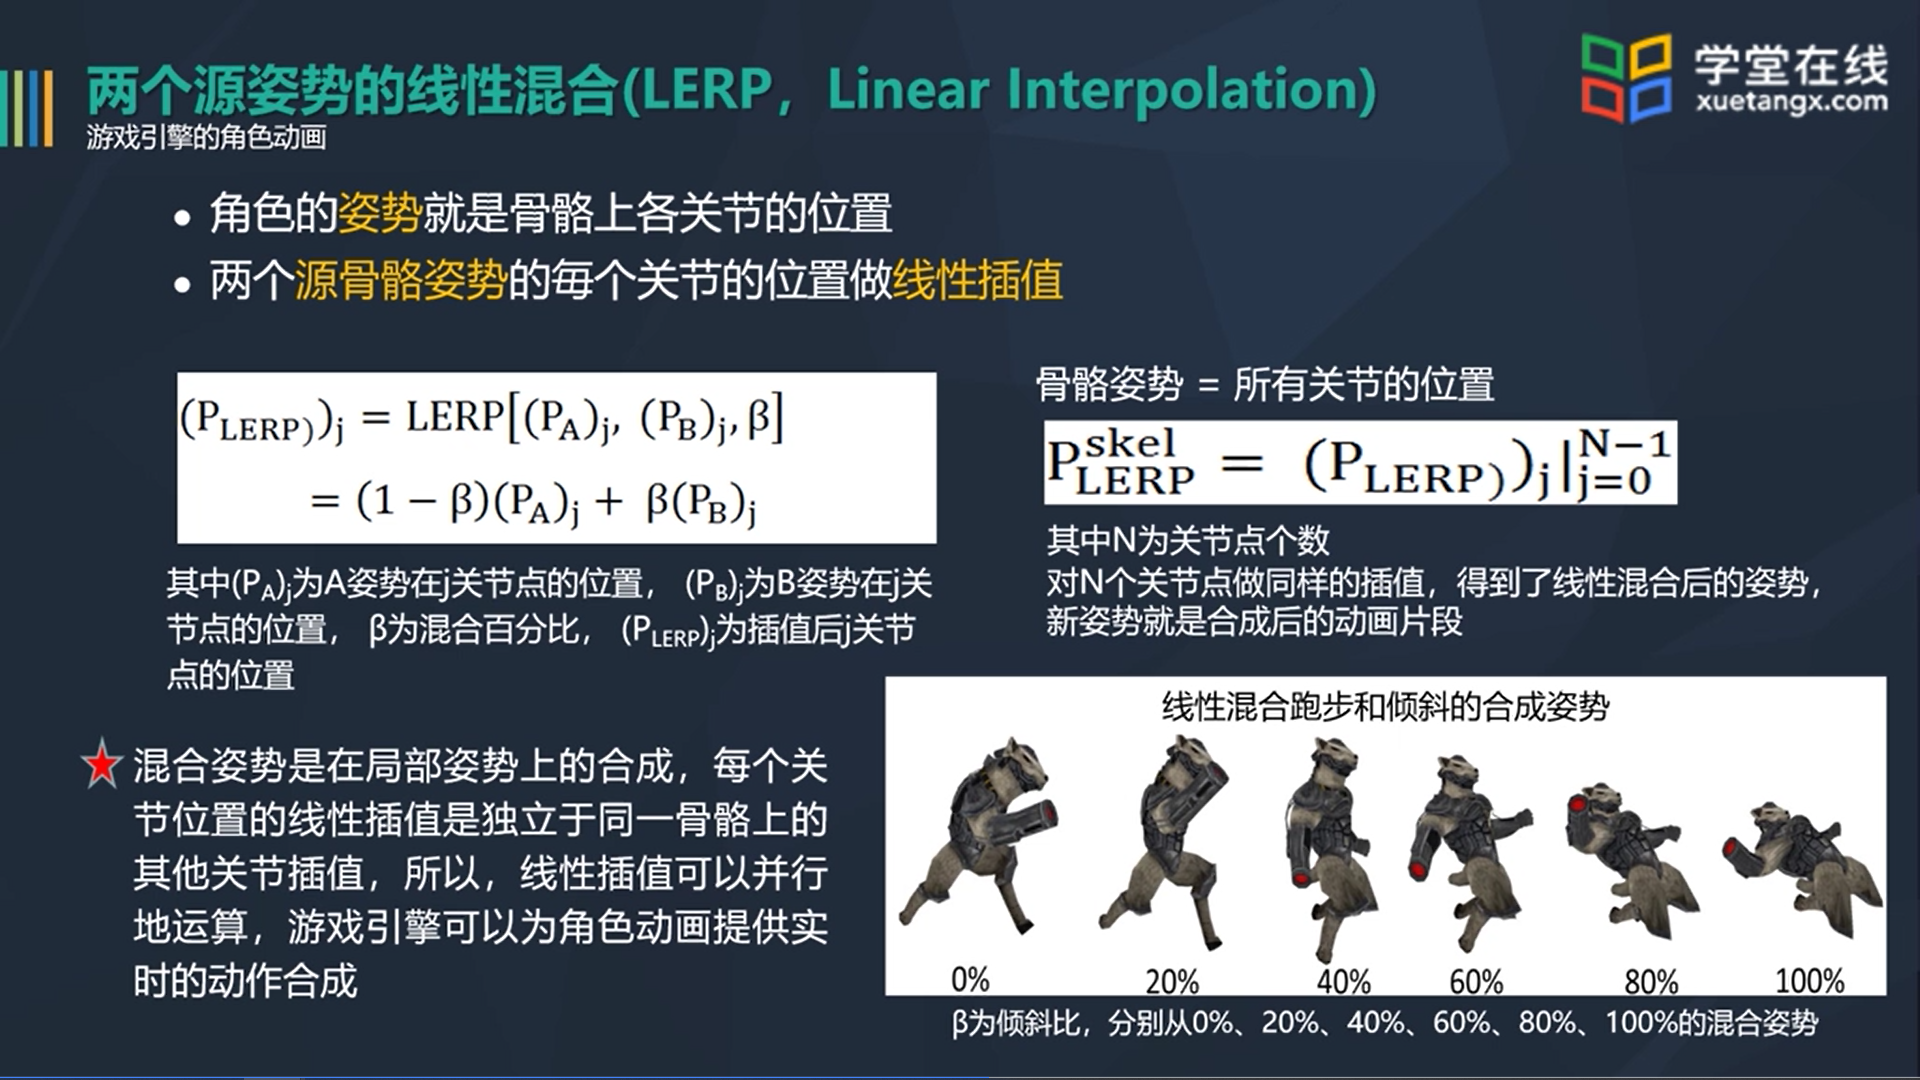 两个源姿势的线性混合(LERP，Linear Interpolation)
游戏引擎的角色动画
学堂在线
xuetangx.com
• 角色的姿势就是骨骼上各关节的位置
• 两个源骨骼姿势的每个关节的位置做线性插值
(P_LERP))_j = LERP[(P_A)_j, (P_B)_j, β]
= (1 − β)(P_A)_j + β(P_B)_j
其中(P_A)_j为A姿势在j关节点的位置， (P_B)_j为B姿势在j关
节点的位置， β为混合百分比， (P_LERP)_j为插值后j关节
点的位置
骨骼姿势 = 所有关节的位置
P_LERP^skel = (P_LERP))_j|_{j=0}^{N−1}
其中N为关节点个数
对N个关节点做同样的插值，得到了线性混合后的姿势，
新姿势就是合成后的动画片段
混合姿势是在局部姿势上的合成，每个关
节位置的线性插值是独立于同一骨骼上的
其他关节插值，所以，线性插值可以并行
地运算，游戏引擎可以为角色动画提供实
时的动作合成
线性混合跑步和倾斜的合成姿势
0% 20% 40% 60% 80% 100%
β为倾斜比，分别从0%、20%、40%、60%、80%、100%的混合姿势